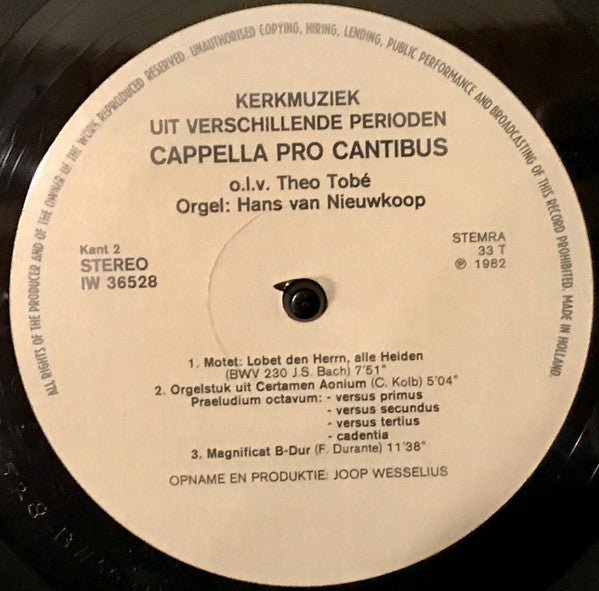 ALL RIGHTS OF THE PRODUCER AND OF THE OWNER OF THE WORK REPRODUCED RESERVED. UNAUTHORISED COPYING, HIRING, LENDING, PUBLIC PERFORMANCE AND BROADCASTING OF THIS RECORD PROHIBITED. MADE IN HOLLAND.
KERKMUZIEK
UIT VERSCHILLENDE PERIODEN
CAPPELLA PRO CANTIBUS
o.l.v. Theo Tobé
Orgel: Hans van Nieuwkoop
Kant 2
STEREO
IW 36528
STEMRA
33 T
℗ 1982
1. Motet: Lobet den Herrn, alle Heiden
(BWV 230 J.S. Bach) 7'51"
2. Orgelstuk uit Certamen Aonium (C. Kolb) 5'04"
Praeludium octavum: - versus primus
- versus secundus
- versus tertius
- cadentia
3. Magnificat B-Dur (F. Durante) 11'38"
OPNAME EN PRODUKTIE: JOOP WESSELIUS